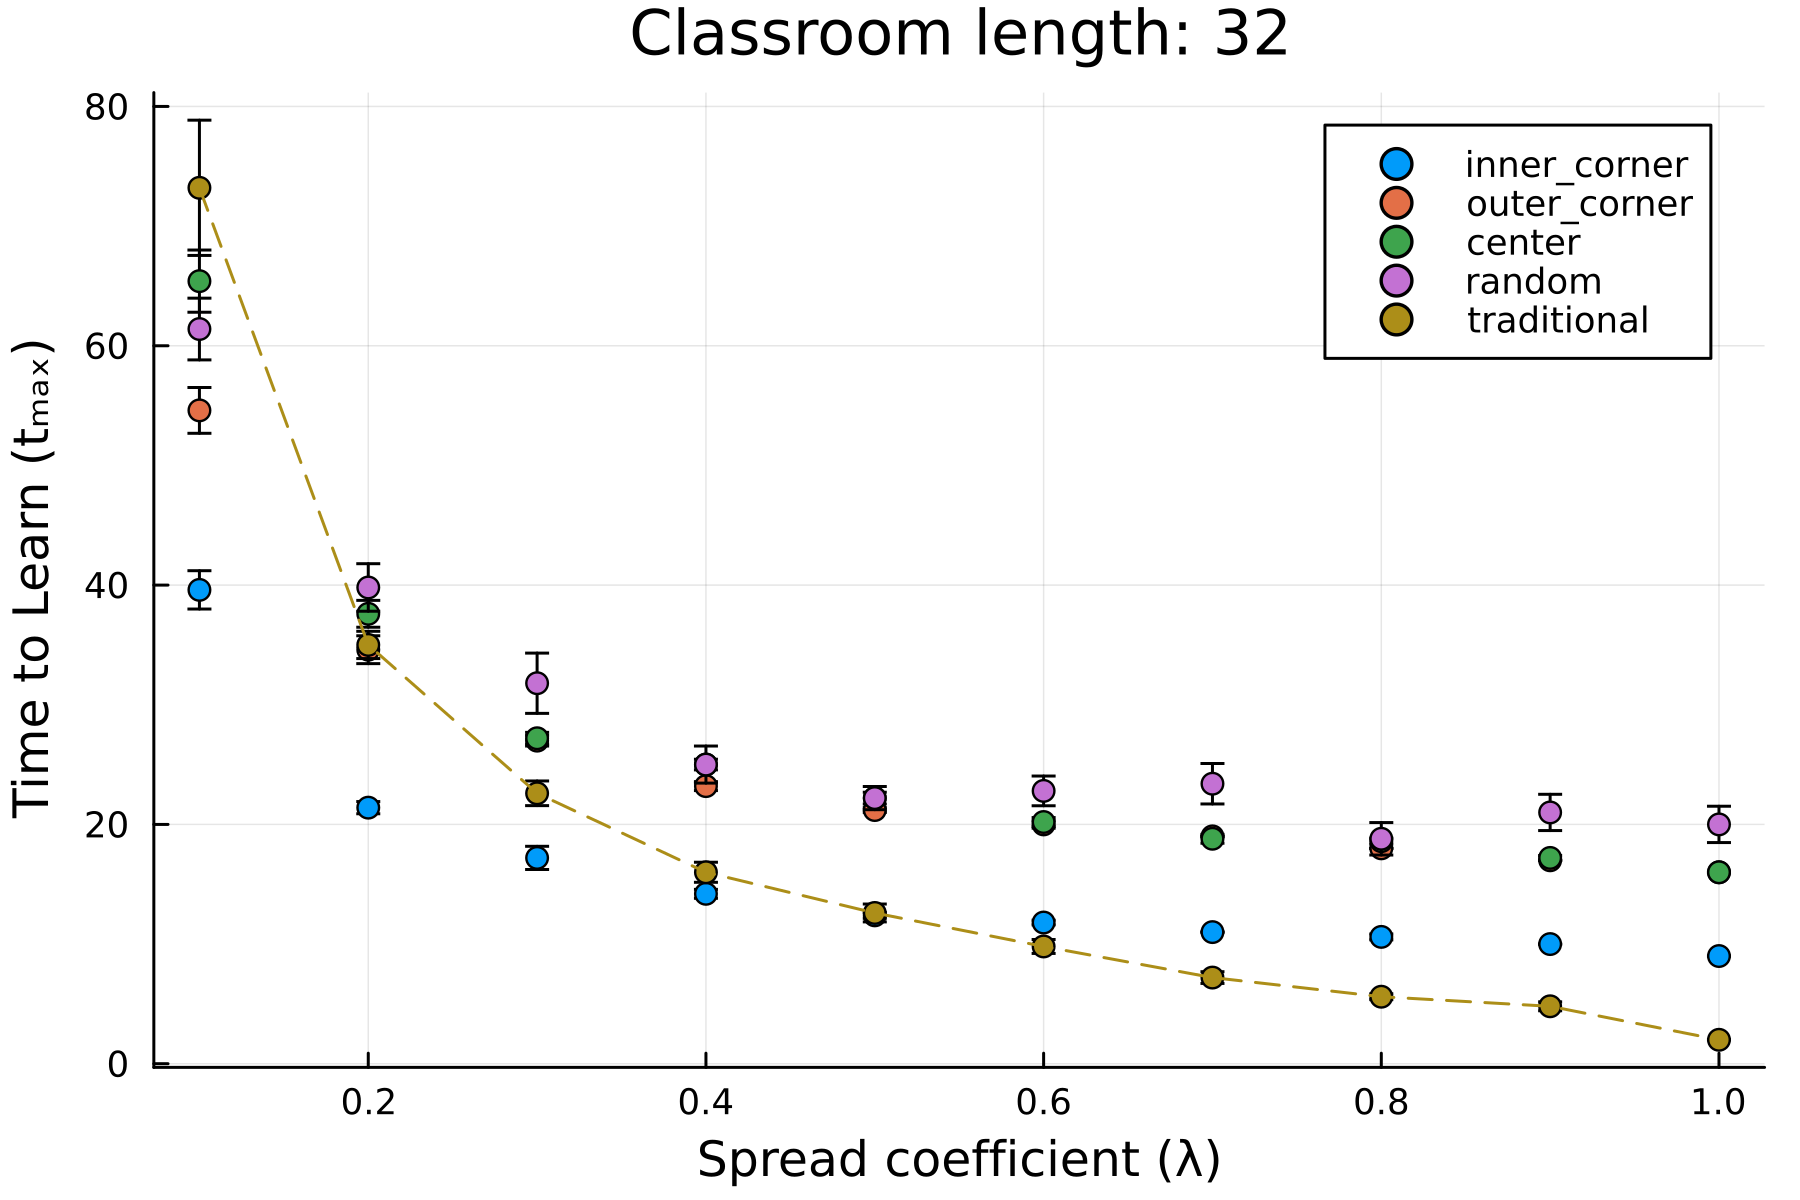 Classroom length: 32
80
60
40
20
0
Time to Learn (tₘₐₓ)
inner_corner
outer_corner
center
random
traditional
0.2 0.4 0.6 0.8 1.0
Spread coefficient (λ)